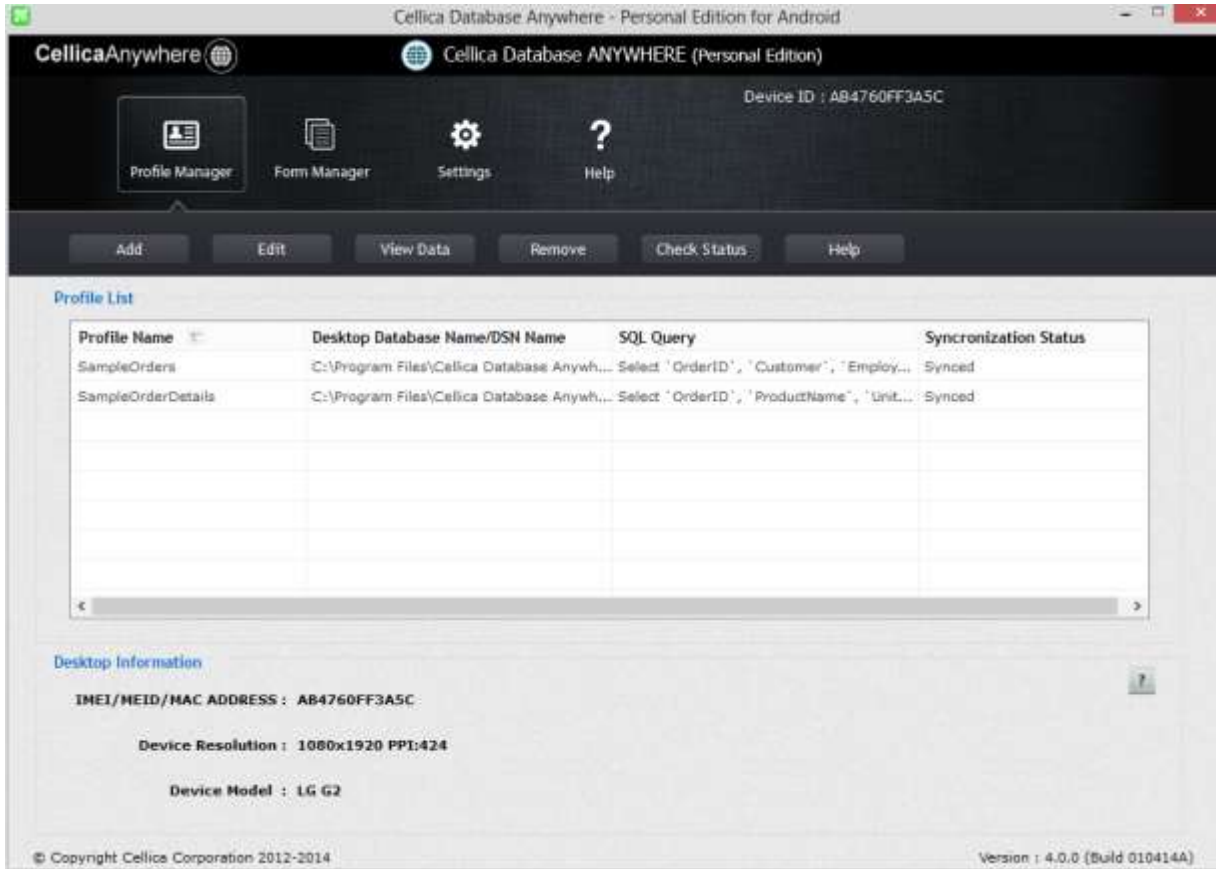 Cellica Database Anywhere - Personal Edition for Android
CellicaAnywhere Cellica Database ANYWHERE (Personal Edition)
Device ID : AB4760FF3A5C
Profile Manager Form Manager Settings Help
Add Edit View Data Remove Check Status Help
Profile List
Profile Name Desktop Database Name/DSN Name SQL Query Syncronization Status
SampleOrders C:\Program Files\Cellica Database Anywh... Select `OrderID`, `Customer`, `Employ... Synced
SampleOrderDetails C:\Program Files\Cellica Database Anywh... Select `OrderID`, `ProductName`, `Unit... Synced
Desktop Information
?
IMEI/MEID/MAC ADDRESS : AB4760FF3A5C
Device Resolution : 1080x1920 PPI:424
Device Model : LG G2
© Copyright Cellica Corporation 2012-2014 Version : 4.0.0 (Build 010414A)